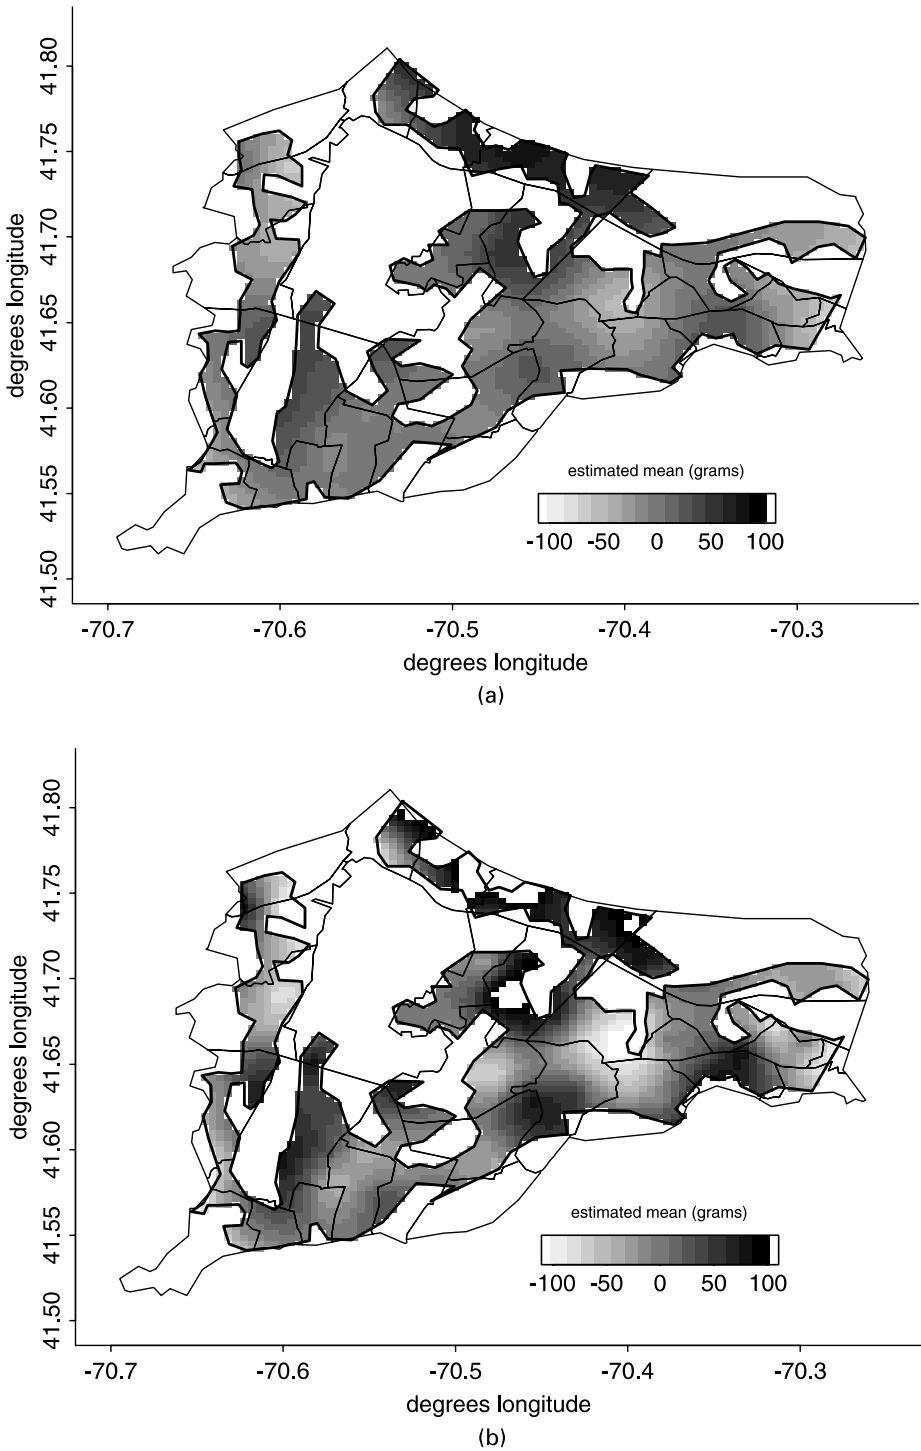 41.80
41.75
41.70
41.65
41.60
41.55
41.50
degrees longitude
estimated mean (grams)
-100 -50 0 50 100
-70.7 -70.6 -70.5 -70.4 -70.3
degrees longitude
(a)
41.80
41.75
41.70
41.65
41.60
41.55
41.50
degrees longitude
estimated mean (grams)
-100 -50 0 50 100
-70.7 -70.6 -70.5 -70.4 -70.3
degrees longitude
(b)